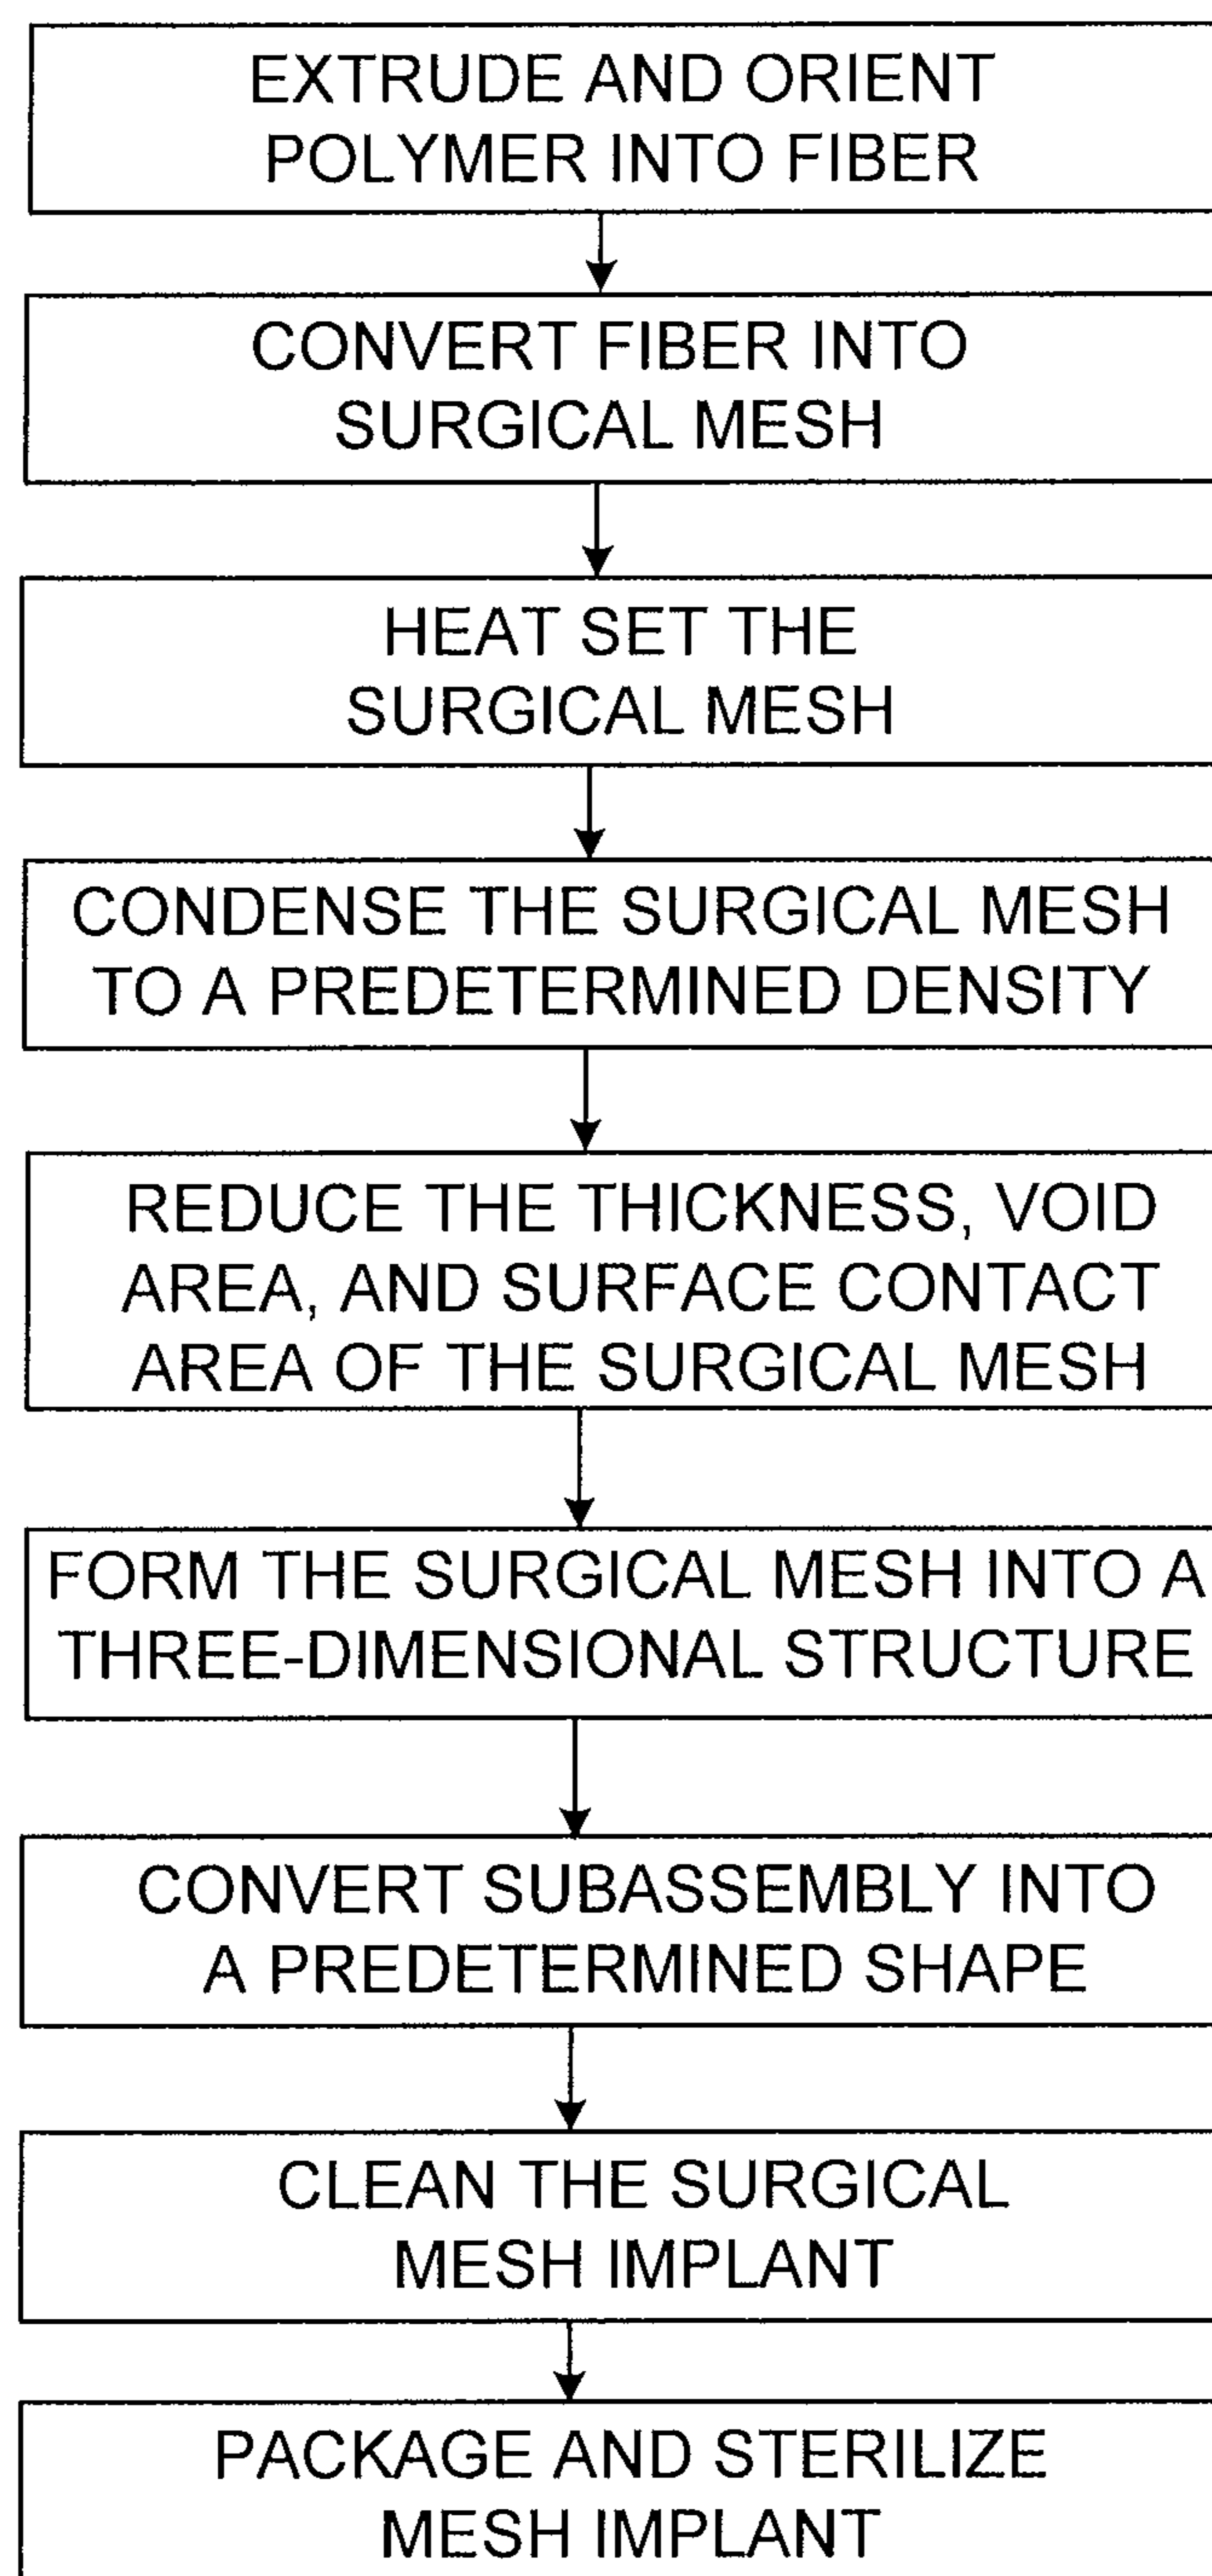 EXTRUDE AND ORIENT
POLYMER INTO FIBER
CONVERT FIBER INTO
SURGICAL MESH
HEAT SET THE
SURGICAL MESH
CONDENSE THE SURGICAL MESH
TO A PREDETERMINED DENSITY
REDUCE THE THICKNESS, VOID
AREA, AND SURFACE CONTACT
AREA OF THE SURGICAL MESH
FORM THE SURGICAL MESH INTO A
THREE-DIMENSIONAL STRUCTURE
CONVERT SUBASSEMBLY INTO
A PREDETERMINED SHAPE
CLEAN THE SURGICAL
MESH IMPLANT
PACKAGE AND STERILIZE
MESH IMPLANT